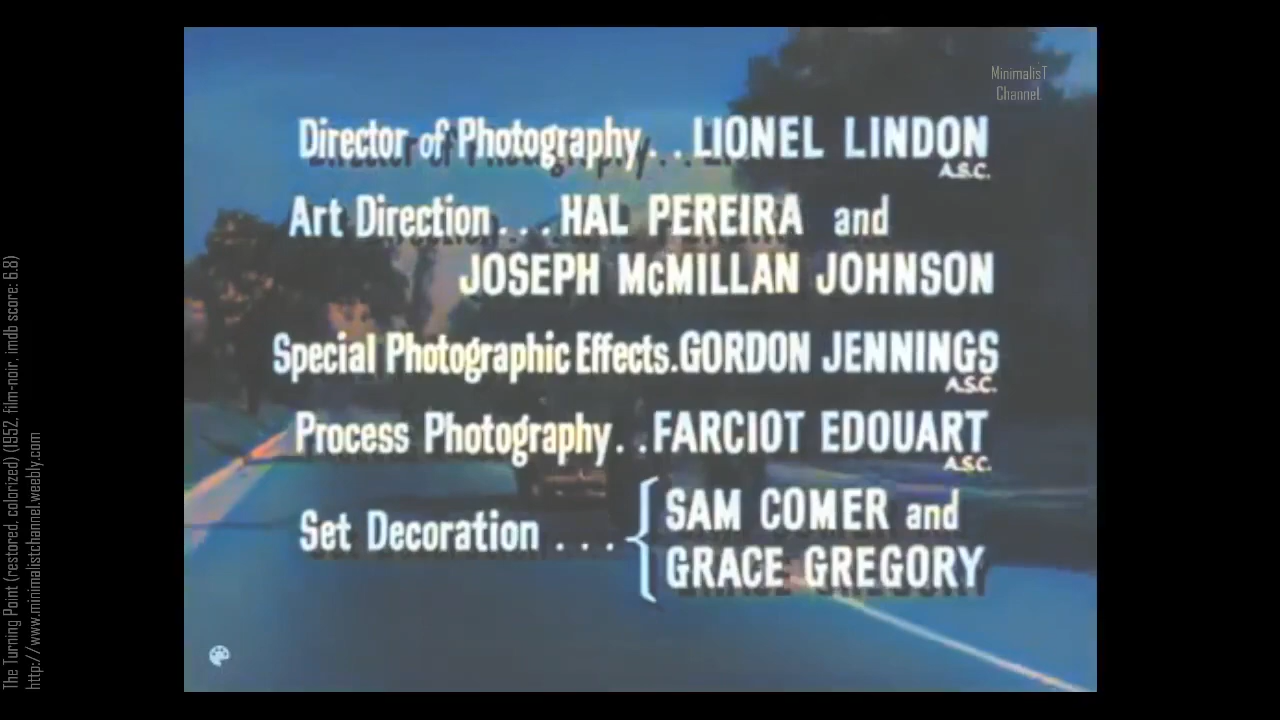 MinimalisT
ChanneL
Director of Photography . . LIONEL LINDON
A.S.C.
Art Direction . . . HAL PEREIRA and
JOSEPH McMILLAN JOHNSON
Special Photographic Effects . GORDON JENNINGS
A.S.C.
Process Photography . . FARCIOT EDOUART
A.S.C.
Set Decoration . . . { SAM COMER and
GRACE GREGORY
The Turning Point (restored, colorized) (1952, film-noir, imdb score: 6.8)
http://www.minimalistchannel.weebly.com